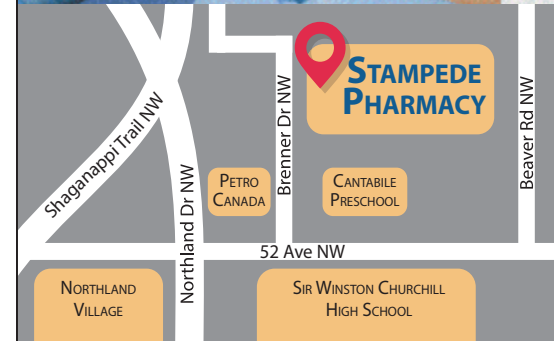 STAMPEDE
PHARMACY
Shaganappi Trail NW
Northland Dr NW
Brenner Dr NW
Beaver Rd NW
PETRO
CANADA
CANTABILE
PRESCHOOL
52 Ave NW
NORTHLAND
VILLAGE
SIR WINSTON CHURCHILL
HIGH SCHOOL